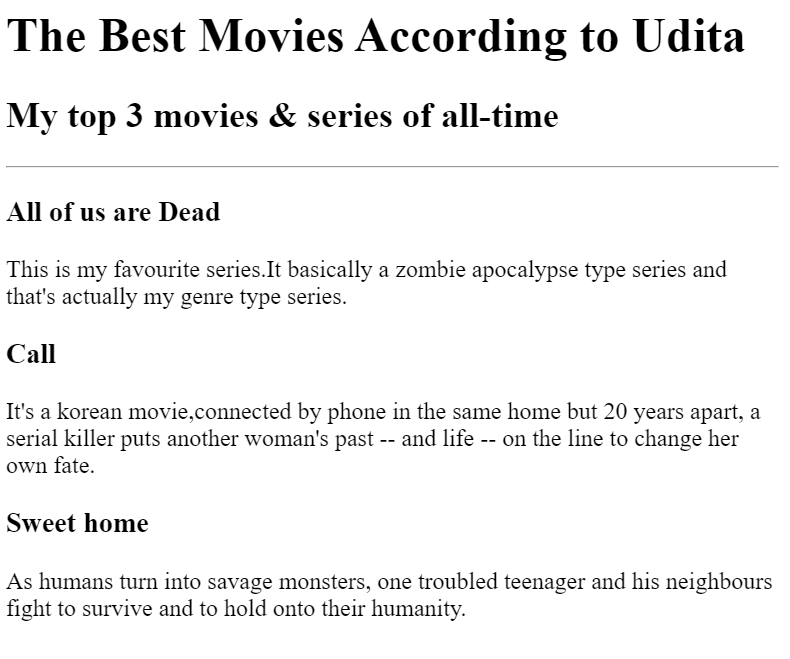 The Best Movies According to Udita
My top 3 movies & series of all-time
All of us are Dead
This is my favourite series.It basically a zombie apocalypse type series and
that's actually my genre type series.
Call
It's a korean movie,connected by phone in the same home but 20 years apart, a
serial killer puts another woman's past -- and life -- on the line to change her
own fate.
Sweet home
As humans turn into savage monsters, one troubled teenager and his neighbours
fight to survive and to hold onto their humanity.